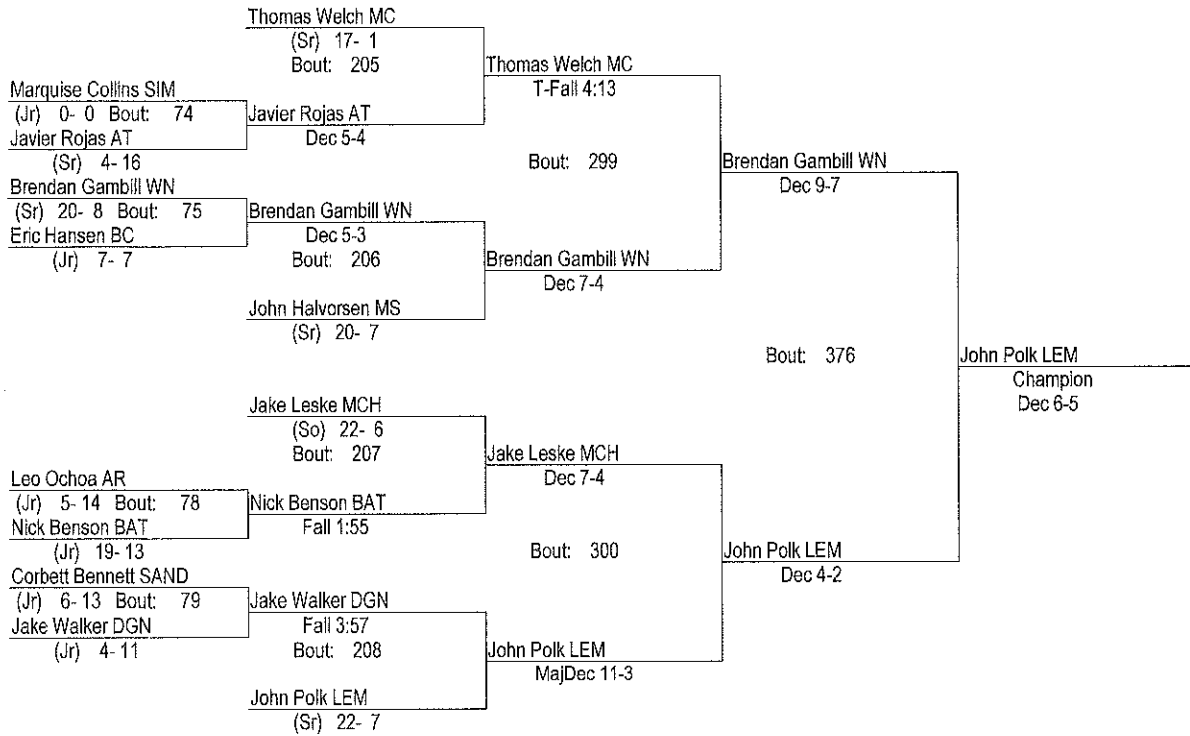 Thomas Welch MC
(Sr) 17- 1
Bout: 205
Thomas Welch MC
T-Fall 4:13
Marquise Collins SIM
(Jr) 0- 0 Bout: 74
Javier Rojas AT
Dec 5-4
Javier Rojas AT
(Sr) 4- 16
Bout: 299
Brendan Gambill WN
Dec 9-7
Brendan Gambill WN
(Sr) 20- 8 Bout: 75
Brendan Gambill WN
Dec 5-3
Eric Hansen BC
(Jr) 7- 7
Bout: 206
Brendan Gambill WN
Dec 7-4
John Halvorsen MS
(Sr) 20- 7
Bout: 376
John Polk LEM
Champion
Dec 6-5
Jake Leske MCH
(So) 22- 6
Bout: 207
Jake Leske MCH
Dec 7-4
Leo Ochoa AR
(Jr) 5- 14 Bout: 78
Nick Benson BAT
Fall 1:55
Nick Benson BAT
(Jr) 19- 13
Bout: 300
John Polk LEM
Dec 4-2
Corbett Bennett SAND
(Jr) 6- 13 Bout: 79
Jake Walker DGN
Fall 3:57
Jake Walker DGN
(Jr) 4- 11
Bout: 208
John Polk LEM
MajDec 11-3
John Polk LEM
(Sr) 22- 7